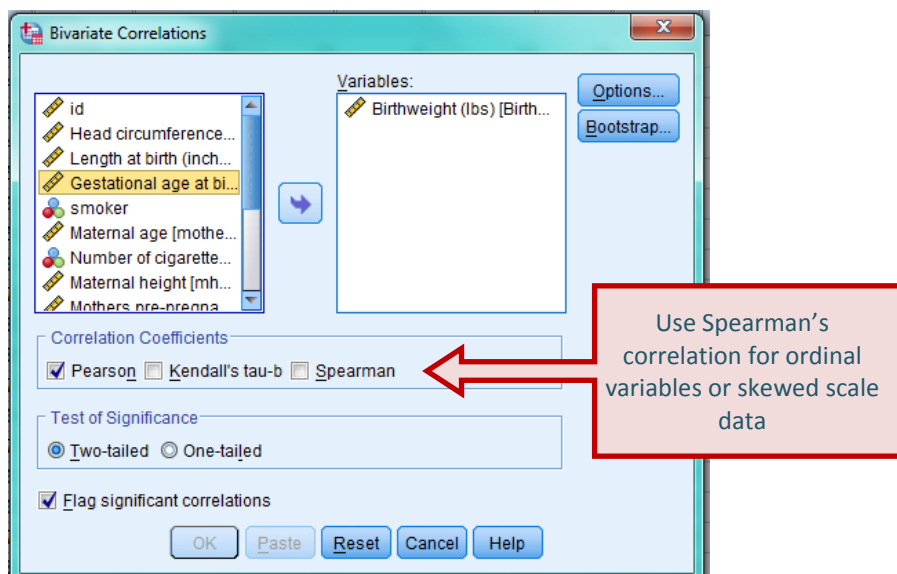 Bivariate Correlations
Variables:
id
Head circumference...
Length at birth (inch...
Gestational age at bi...
smoker
Maternal age [mothe...
Number of cigarette...
Maternal height [mh...
Mothers pre-pregna
Birthweight (lbs) [Birth...
Options...
Bootstrap...
Correlation Coefficients
Pearson Kendall's tau-b Spearman
Test of Significance
Two-tailed One-tailed
Flag significant correlations
OK Paste Reset Cancel Help
Use Spearman’s
correlation for ordinal
variables or skewed scale
data